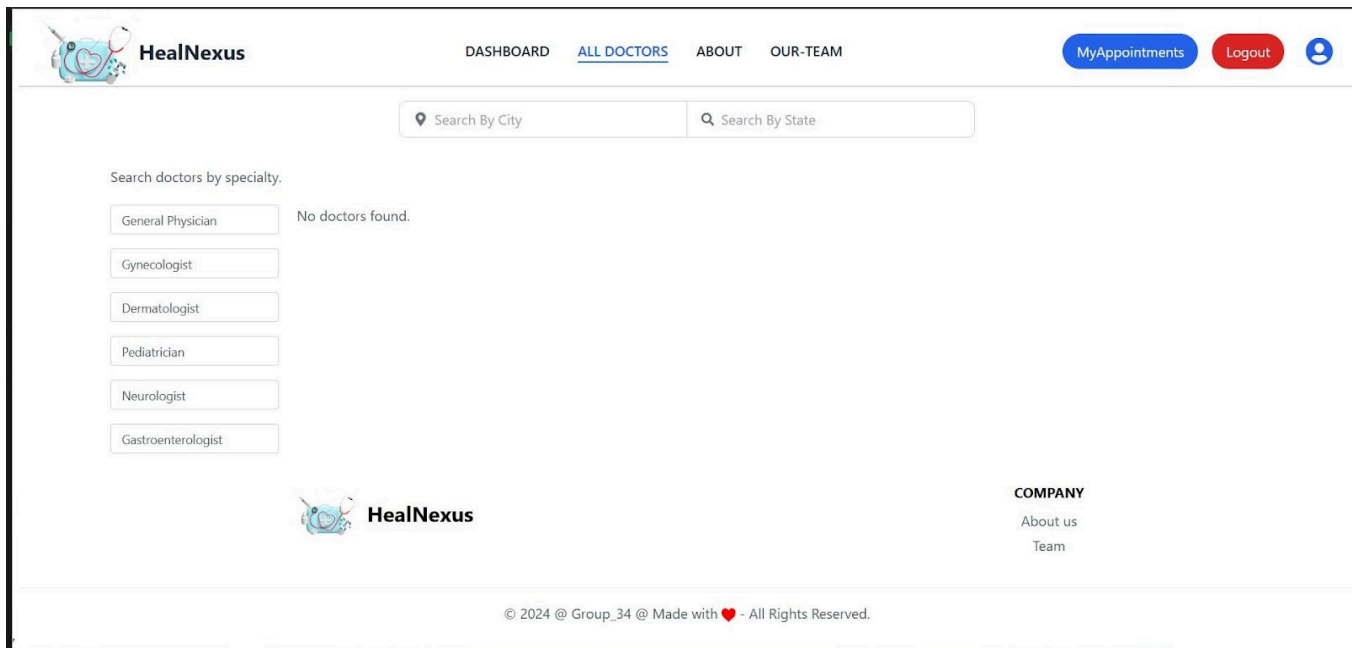 HealNexus DASHBOARD ALL DOCTORS ABOUT OUR-TEAM MyAppointments Logout
Search By City Search By State
Search doctors by specialty.
General Physician No doctors found.
Gynecologist
Dermatologist
Pediatrician
Neurologist
Gastroenterologist
HealNexus
COMPANY
About us
Team
© 2024 @ Group_34 @ Made with ❤ - All Rights Reserved.